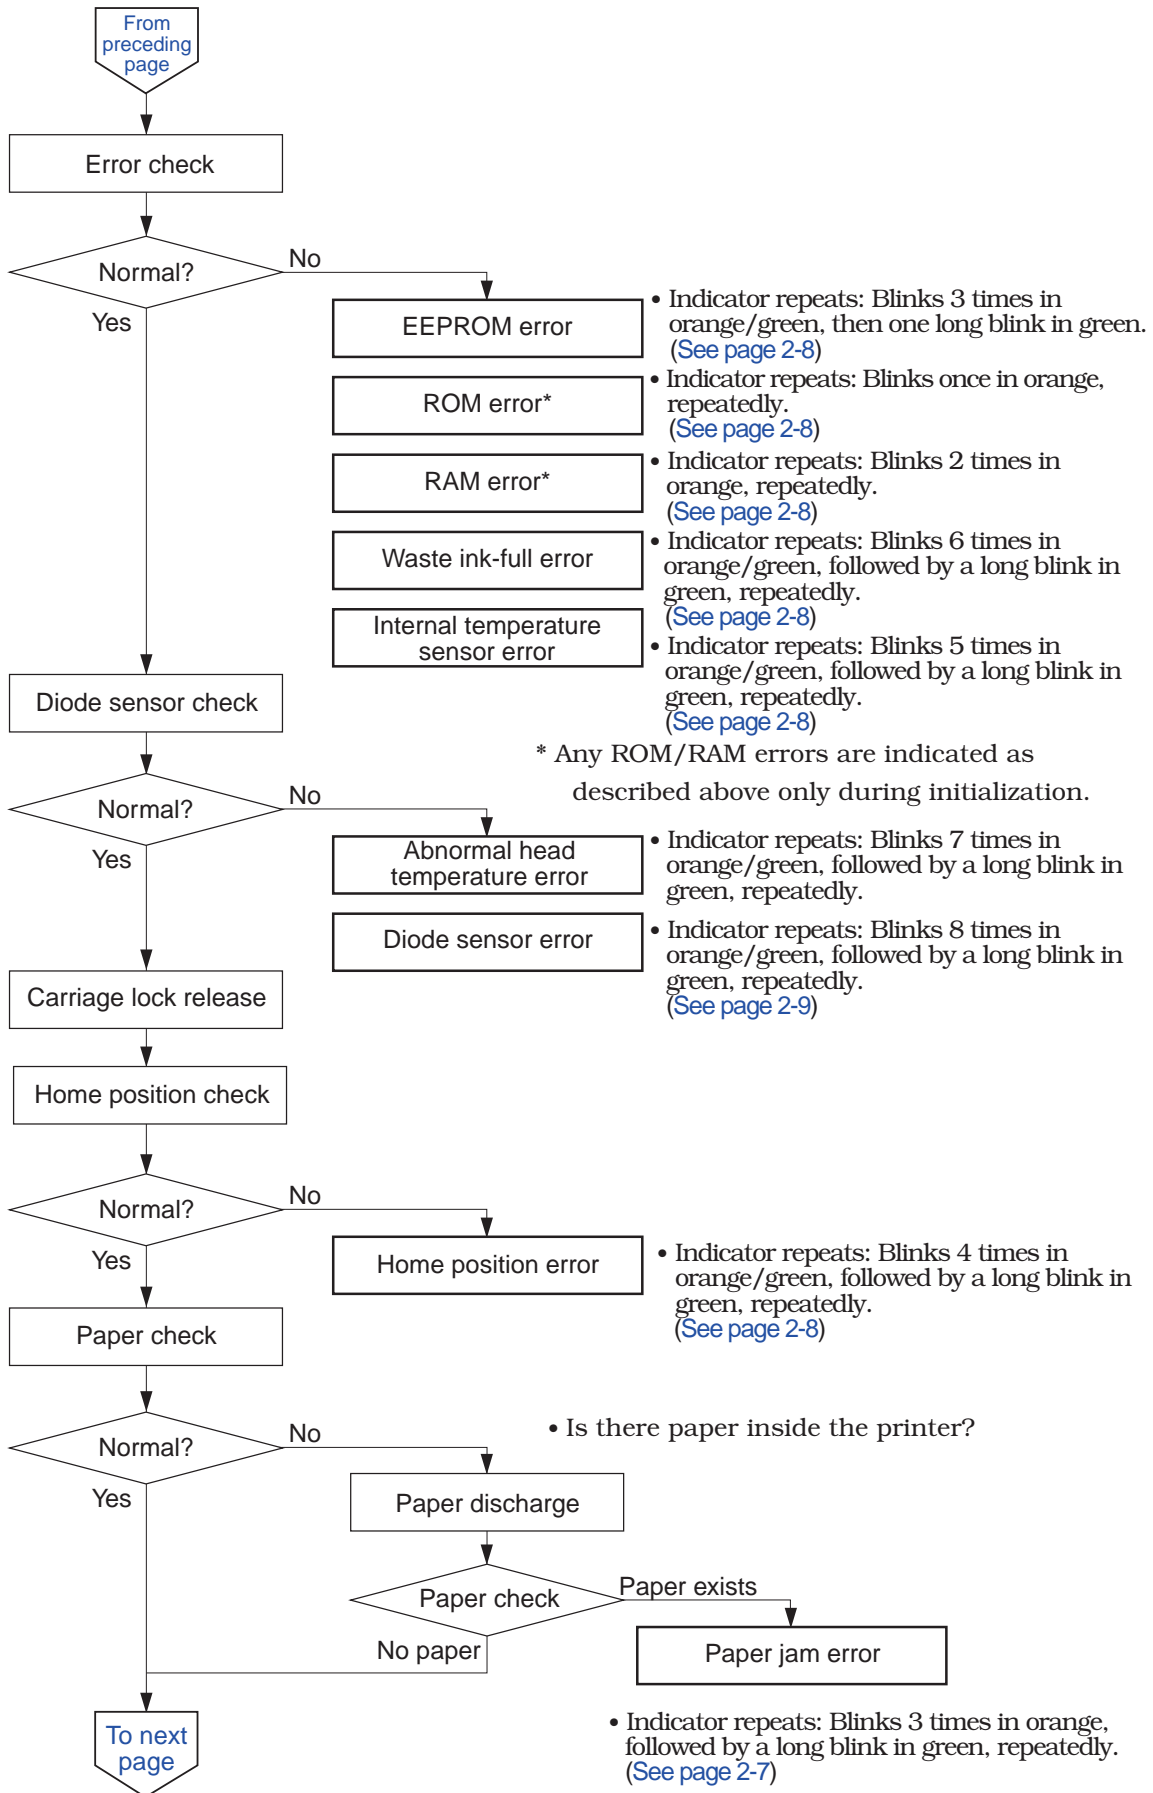 From
preceding
page
Error check
Normal?
No
Yes
EEPROM error
• Indicator repeats: Blinks 3 times in
orange/green, then one long blink in green.
(See page 2-8)
ROM error*
• Indicator repeats: Blinks once in orange,
repeatedly.
(See page 2-8)
RAM error*
• Indicator repeats: Blinks 2 times in
orange, repeatedly.
(See page 2-8)
Waste ink-full error
• Indicator repeats: Blinks 6 times in
orange/green, followed by a long blink in
green, repeatedly.
(See page 2-8)
Internal temperature
sensor error
• Indicator repeats: Blinks 5 times in
orange/green, followed by a long blink in
green, repeatedly.
(See page 2-8)
* Any ROM/RAM errors are indicated as
described above only during initialization.
Diode sensor check
Normal?
No
Yes
Abnormal head
temperature error
• Indicator repeats: Blinks 7 times in
orange/green, followed by a long blink in
green, repeatedly.
Diode sensor error
• Indicator repeats: Blinks 8 times in
orange/green, followed by a long blink in
green, repeatedly.
(See page 2-9)
Carriage lock release
Home position check
Normal?
No
Yes
Home position error
• Indicator repeats: Blinks 4 times in
orange/green, followed by a long blink in
green, repeatedly.
(See page 2-8)
Paper check
Normal?
No
Yes
• Is there paper inside the printer?
Paper discharge
Paper check
Paper exists
No paper
Paper jam error
• Indicator repeats: Blinks 3 times in orange,
followed by a long blink in green, repeatedly.
(See page 2-7)
To next
page